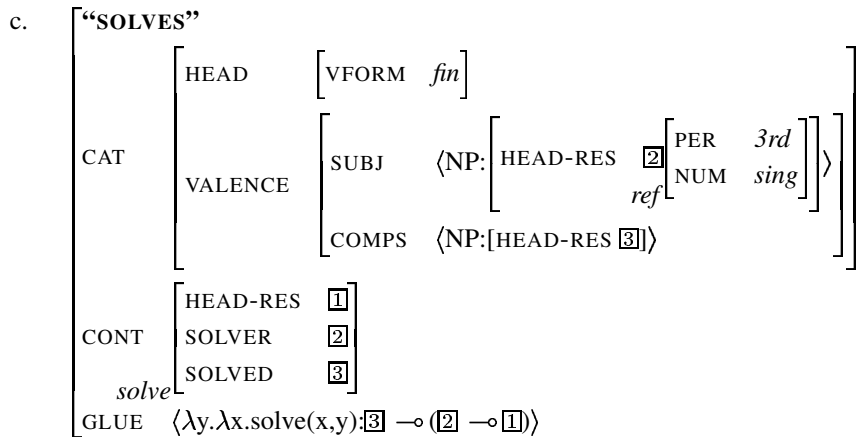 c. “SOLVES”
HEAD [VFORM fin]
CAT VALENCE SUBJ ⟨NP:[HEAD-RES [2] ref [PER 3rd
NUM sing]]⟩
COMPS ⟨NP:[HEAD-RES [3]]⟩
HEAD-RES [1]
CONT SOLVER [2]
solve SOLVED [3]
GLUE ⟨λy.λx.solve(x,y):[3] ⊸ ([2] ⊸ [1])⟩